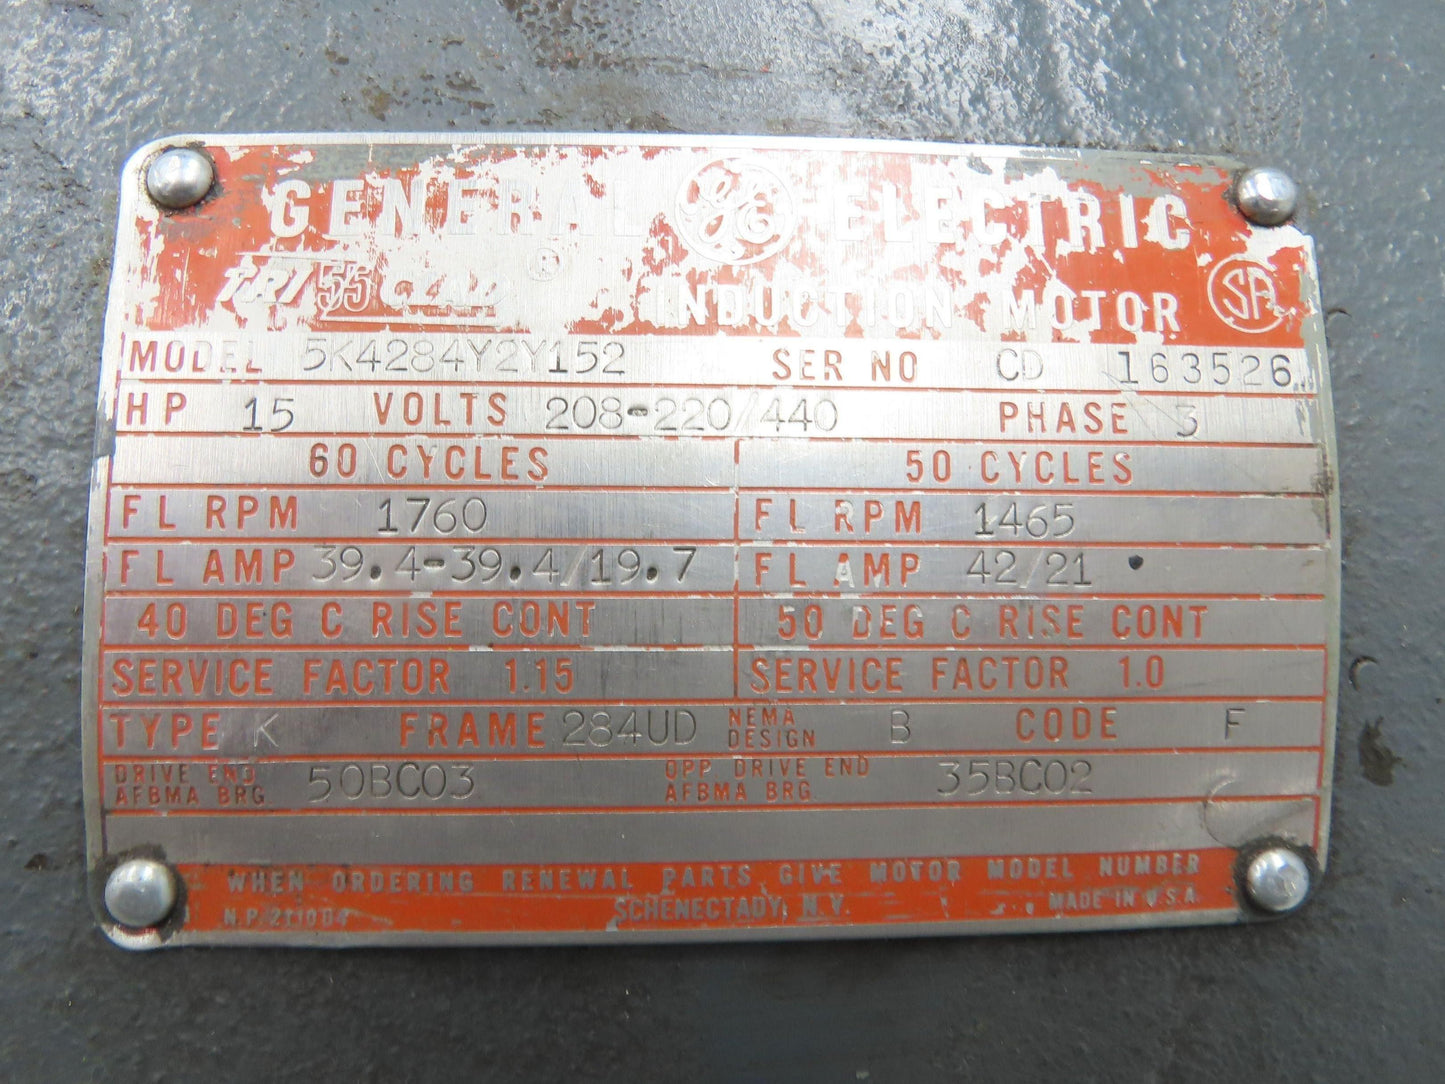 GENERAL GE ELECTRIC
TRI 55 CLAD ® INDUCTION MOTOR SA
MODEL 5K4284Y2Y152 SER NO CD 163526
HP 15 VOLTS 208-220/440 PHASE 3
60 CYCLES 50 CYCLES
FL RPM 1760 FL RPM 1465
FL AMP 39.4-39.4/19.7 FL AMP 42/21
40 DEG C RISE CONT 50 DEG C RISE CONT
SERVICE FACTOR 1.15 SERVICE FACTOR 1.0
TYPE K FRAME 284UD NEMA DESIGN B CODE F
DRIVE END AFBMA BRG. 50BC03 OPP DRIVE END AFBMA BRG. 35BC02
WHEN ORDERING RENEWAL PARTS, GIVE MOTOR MODEL NUMBER
N.P. SCHENECTADY, N.Y. MADE IN U.S.A.